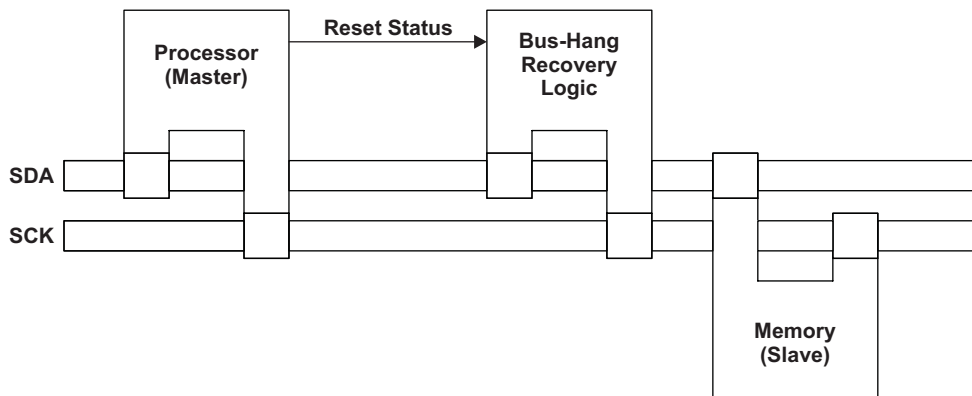 Processor
(Master)
Reset Status
Bus-Hang
Recovery
Logic
SDA
SCK
Memory
(Slave)